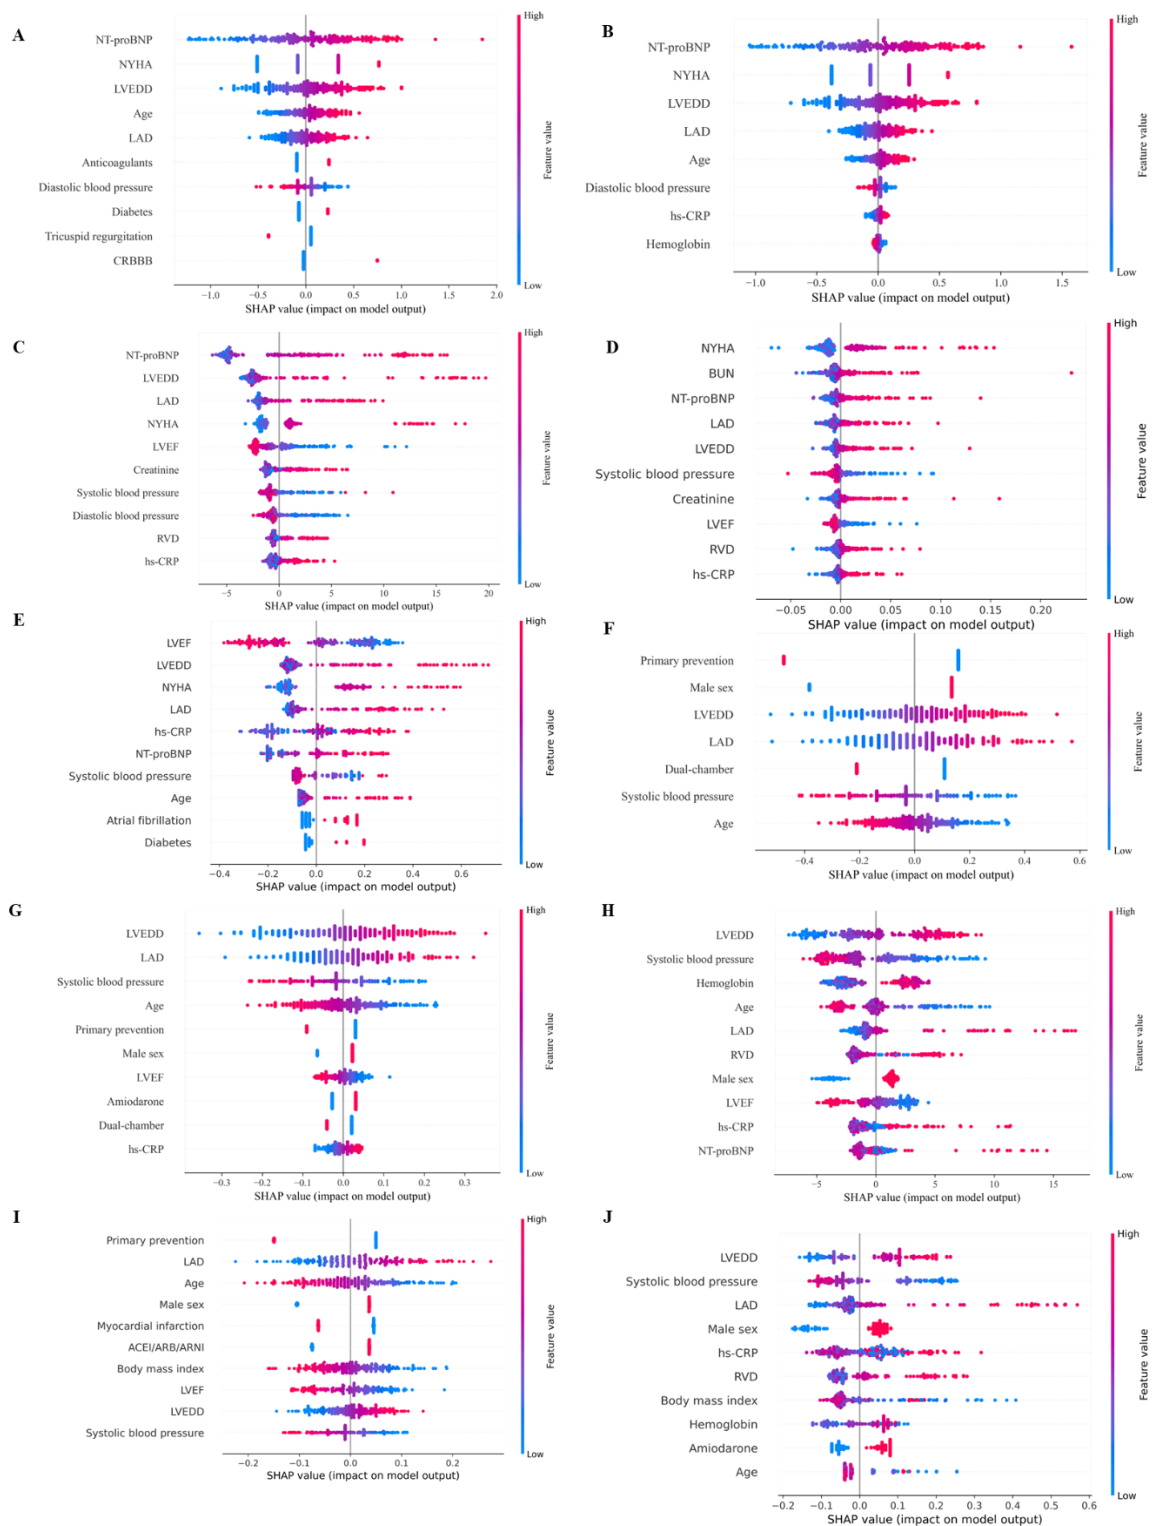 A
High
NT-proBNP
NYHA
LVEDD
Age
LAD
Anticoagulants
Diastolic blood pressure
Diabetes
Tricuspid regurgitation
CRBBB
Feature value
Low
−1.0 −0.5 0.0 0.5 1.0 1.5 2.0
SHAP value (impact on model output)
B
High
NT-proBNP
NYHA
LVEDD
LAD
Age
Diastolic blood pressure
hs-CRP
Hemoglobin
Feature value
Low
−1.0 −0.5 0.0 0.5 1.0 1.5
SHAP value (impact on model output)
C
High
NT-proBNP
LVEDD
LAD
NYHA
LVEF
Creatinine
Systolic blood pressure
Diastolic blood pressure
RVD
hs-CRP
Feature value
Low
−5 0 5 10 15 20
SHAP value (impact on model output)
D
High
NYHA
BUN
NT-proBNP
LAD
LVEDD
Systolic blood pressure
Creatinine
LVEF
RVD
hs-CRP
Feature value
Low
−0.05 0.00 0.05 0.10 0.15 0.20
SHAP value (impact on model output)
E
High
LVEF
LVEDD
NYHA
LAD
hs-CRP
NT-proBNP
Systolic blood pressure
Age
Atrial fibrillation
Diabetes
Feature value
Low
−0.4 −0.2 0.0 0.2 0.4 0.6
SHAP value (impact on model output)
F
High
Primary prevention
Male sex
LVEDD
LAD
Dual-chamber
Systolic blood pressure
Age
Feature value
Low
−0.4 −0.2 0.0 0.2 0.4 0.6
SHAP value (impact on model output)
G
High
LVEDD
LAD
Systolic blood pressure
Age
Primary prevention
Male sex
LVEF
Amiodarone
Dual-chamber
hs-CRP
Feature value
Low
−0.3 −0.2 −0.1 0.0 0.1 0.2 0.3
SHAP value (impact on model output)
H
High
LVEDD
Systolic blood pressure
Hemoglobin
Age
LAD
RVD
Male sex
LVEF
hs-CRP
NT-proBNP
Feature value
Low
−5 0 5 10 15
SHAP value (impact on model output)
I
High
Primary prevention
LAD
Age
Male sex
Myocardial infarction
ACEI/ARB/ARNI
Body mass index
LVEF
LVEDD
Systolic blood pressure
Feature value
Low
−0.2 −0.1 0.0 0.1 0.2
SHAP value (impact on model output)
J
High
LVEDD
Systolic blood pressure
LAD
Male sex
hs-CRP
RVD
Body mass index
Hemoglobin
Amiodarone
Age
Feature value
Low
−0.2 −0.1 0.0 0.1 0.2 0.3 0.4 0.5 0.6
SHAP value (impact on model output)